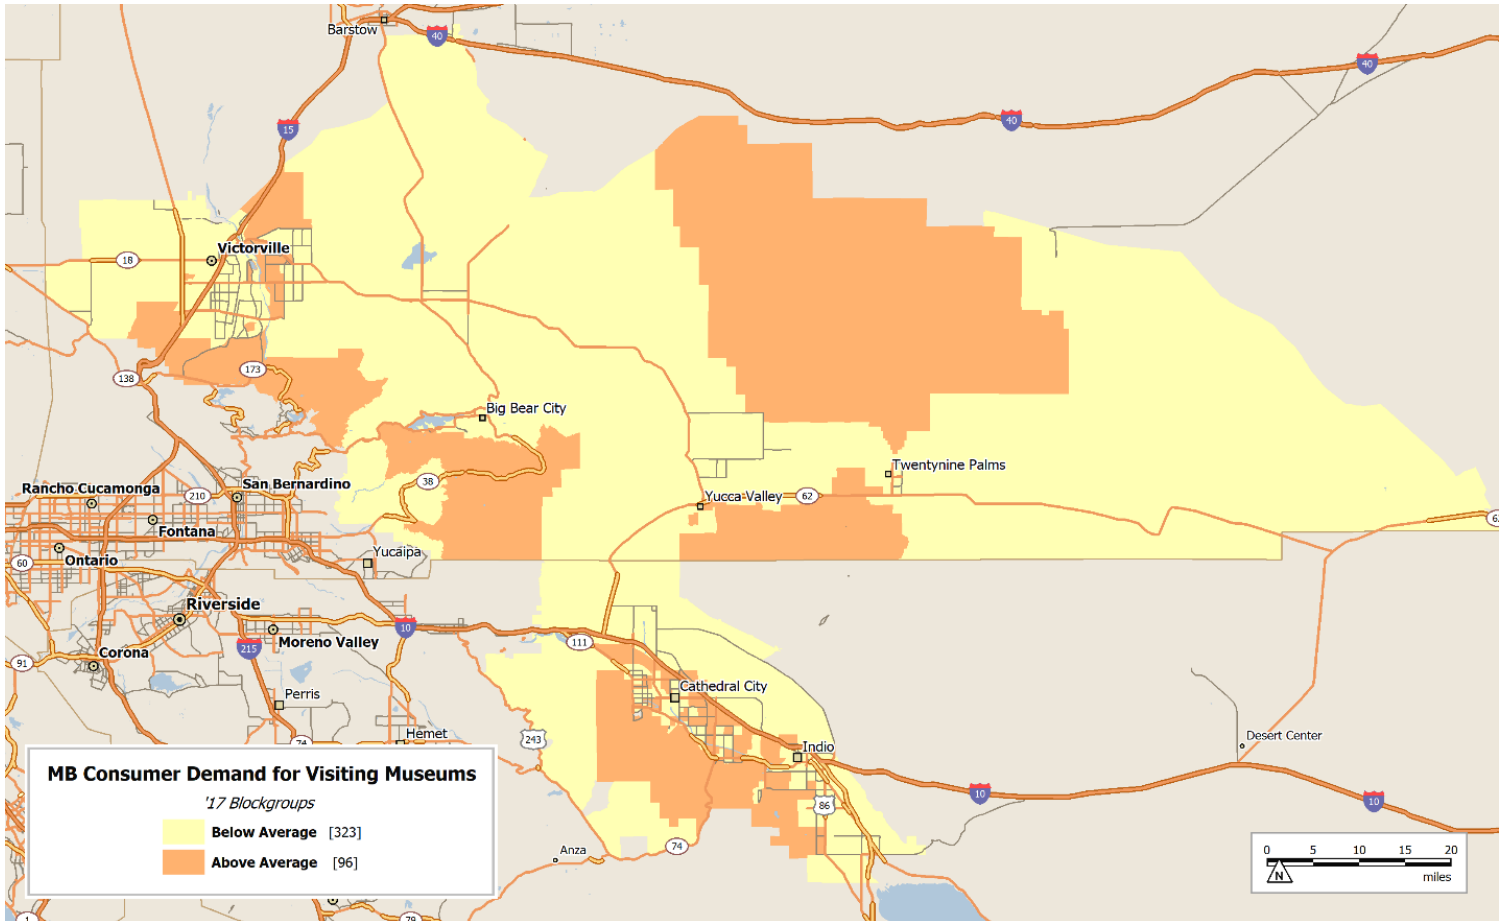 Barstow
40
40
15
40
Victorville
18
138
173
Big Bear City
Twentynine Palms
38
Rancho Cucamonga
210
San Bernardino
Yucca Valley
62
Fontana
Ontario
60
Yucaipa
Riverside
10
Moreno Valley
111
215
91
Corona
Perris
Cathedral City
Hemet
74
243
Indio
Desert Center
10
10
86
MB Consumer Demand for Visiting Museums
'17 Blockgroups
Below Average [323]
Above Average [96]
Anza
74
0 5 10 15 20
miles
N
1
79